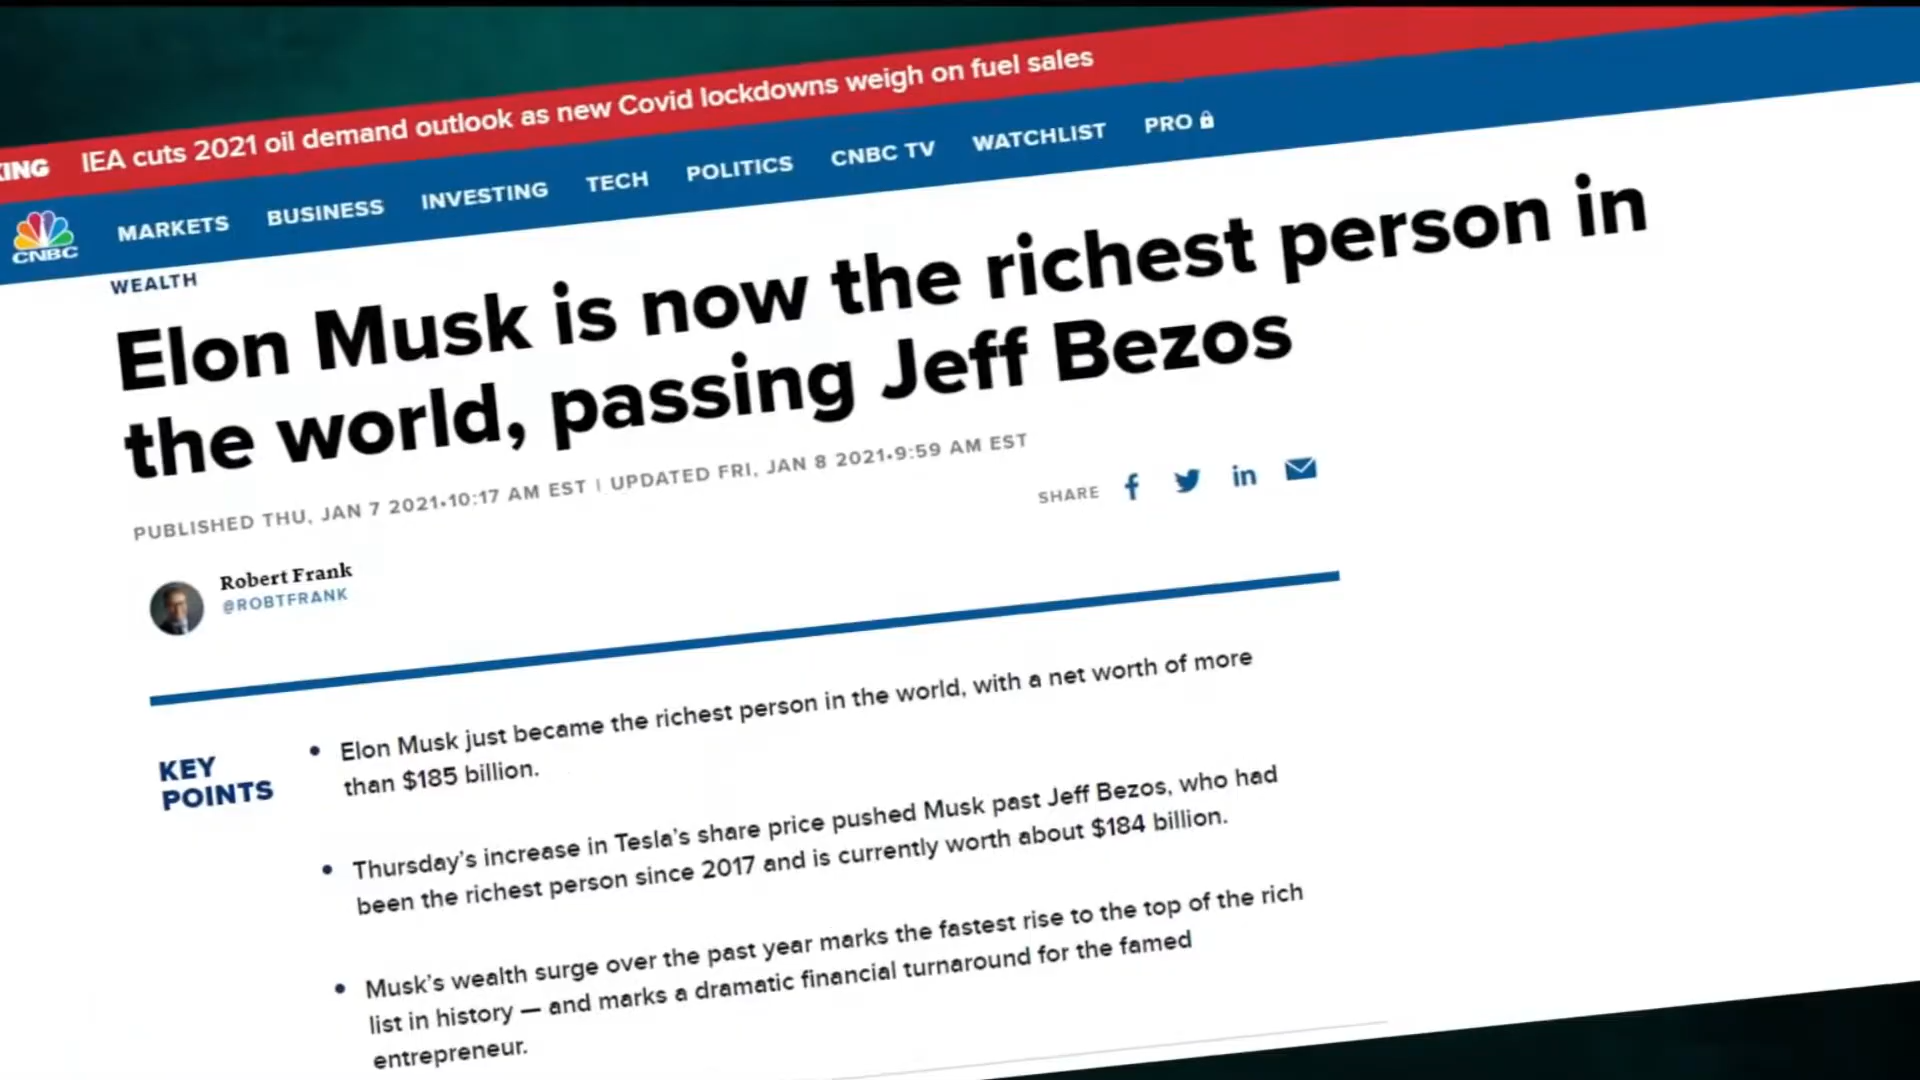 KING IEA cuts 2021 oil demand outlook as new Covid lockdowns weigh on fuel sales
CNBC MARKETS BUSINESS INVESTING TECH POLITICS CNBC TV WATCHLIST PRO
WEALTH
Elon Musk is now the richest person in
the world, passing Jeff Bezos
PUBLISHED THU, JAN 7 2021•10:17 AM EST | UPDATED FRI, JAN 8 2021•9:59 AM EST
SHARE f in
Robert Frank
@ROBTFRANK
KEY
POINTS
• Elon Musk just became the richest person in the world, with a net worth of more
than $185 billion.
• Thursday's increase in Tesla's share price pushed Musk past Jeff Bezos, who had
been the richest person since 2017 and is currently worth about $184 billion.
• Musk's wealth surge over the past year marks the fastest rise to the top of the rich
list in history — and marks a dramatic financial turnaround for the famed
entrepreneur.